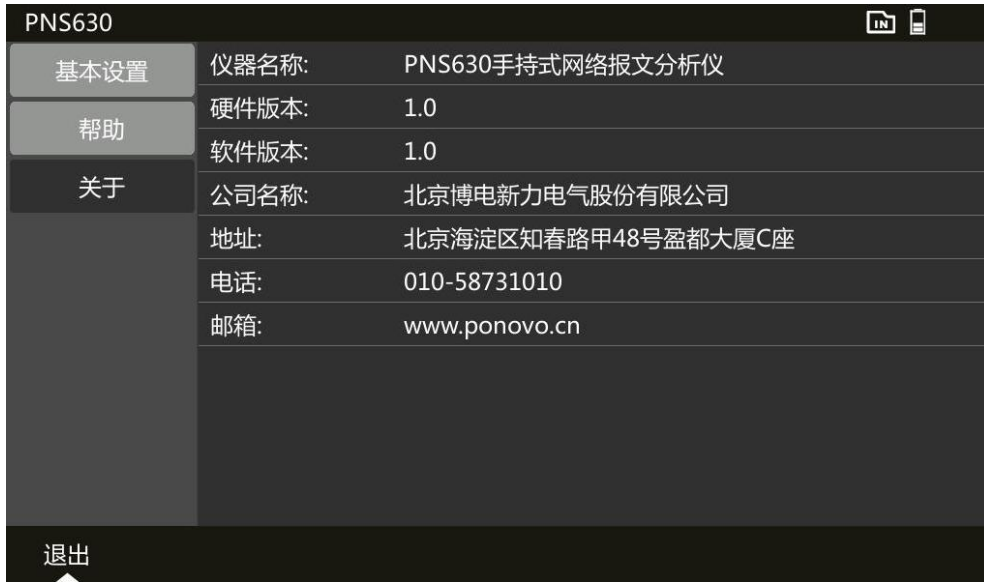 PNS630
IN
基本设置
帮助
关于
仪器名称: PNS630手持式网络报文分析仪
硬件版本: 1.0
软件版本: 1.0
公司名称: 北京博电新力电气股份有限公司
地址: 北京海淀区知春路甲48号盈都大厦C座
电话: 010-58731010
邮箱: www.ponovo.cn
退出